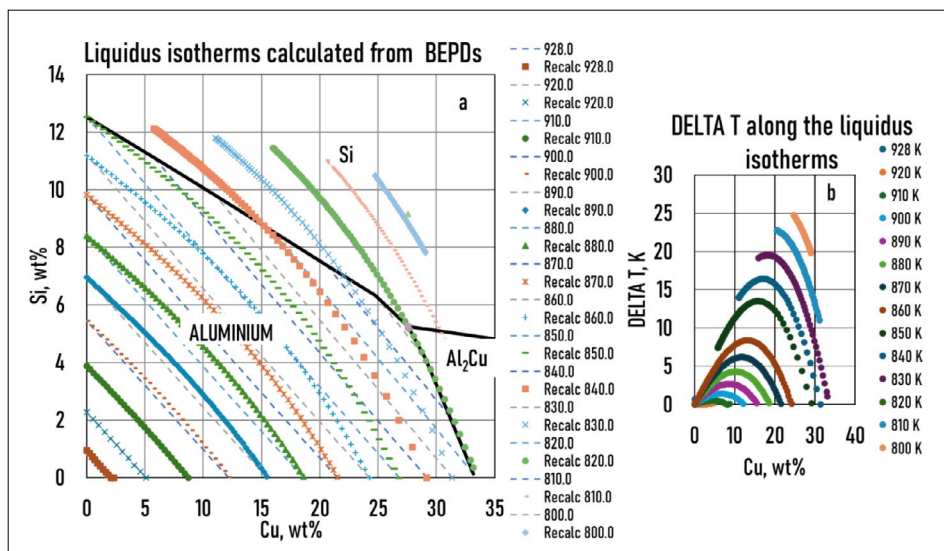 Liquidus isotherms calculated from BEPDs
a
Si, wt%
14
12
10
8
6
4
2
0
0 5 10 15 20 25 30 35
Cu, wt%
Si
ALUMINIUM
Al₂Cu
928.0
Recalc 928.0
920.0
Recalc 920.0
910.0
Recalc 910.0
900.0
Recalc 900.0
890.0
Recalc 890.0
880.0
Recalc 880.0
870.0
Recalc 870.0
860.0
Recalc 860.0
850.0
Recalc 850.0
840.0
Recalc 840.0
830.0
Recalc 830.0
820.0
Recalc 820.0
810.0
Recalc 810.0
800.0
Recalc 800.0
DELTA T along the liquidus
isotherms
b
DELTA T, K
30
25
20
15
10
5
0
0 10 20 30 40
Cu, wt%
928 K
920 K
910 K
900 K
890 K
880 K
870 K
860 K
850 K
840 K
830 K
820 K
810 K
800 K